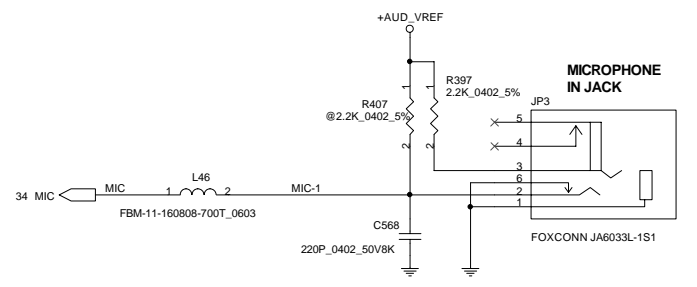 +AUD_VREF
R397
2.2K_0402_5%
MICROPHONE
IN JACK
R407
@2.2K_0402_5%
JP3
1
1
2
2
5
4
3
6
2
1
L46
34 MIC
MIC
1
2
MIC-1
FBM-11-160808-700T_0603
C568
220P_0402_50V8K
FOXCONN JA6033L-1S1